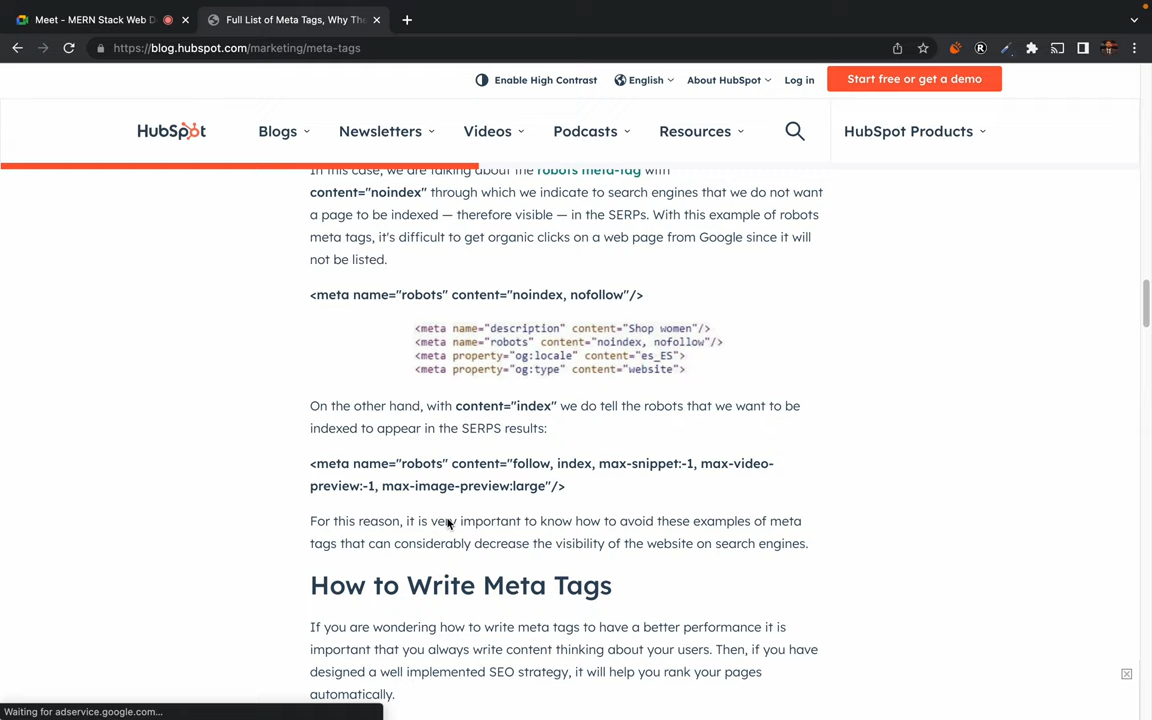 Meet - MERN Stack Web D
Full List of Meta Tags, Why The
https://blog.hubspot.com/marketing/meta-tags
Enable High Contrast
English
About HubSpot
Log in
Start free or get a demo
HubSpot
Blogs
Newsletters
Videos
Podcasts
Resources
HubSpot Products
In this case, we are talking about the robots meta-tag with
content="noindex" through which we indicate to search engines that we do not want
a page to be indexed — therefore visible — in the SERPs. With this example of robots
meta tags, it's difficult to get organic clicks on a web page from Google since it will
not be listed.
<meta name="robots" content="noindex, nofollow"/>
<meta name="description" content="Shop women"/>
<meta name="robots" content="noindex, nofollow"/>
<meta property="og:locale" content="es_ES">
<meta property="og:type" content="website">
On the other hand, with content="index" we do tell the robots that we want to be
indexed to appear in the SERPS results:
<meta name="robots" content="follow, index, max-snippet:-1, max-video-
preview:-1, max-image-preview:large"/>
For this reason, it is very important to know how to avoid these examples of meta
tags that can considerably decrease the visibility of the website on search engines.
How to Write Meta Tags
If you are wondering how to write meta tags to have a better performance it is
important that you always write content thinking about your users. Then, if you have
designed a well implemented SEO strategy, it will help you rank your pages
automatically.
Waiting for adservice.google.com...